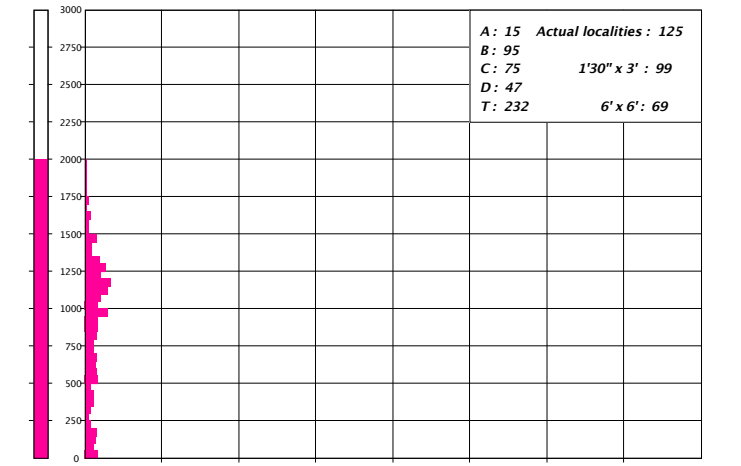 3000
2750
2500
2250
2000
1750
1500
1250
1000
750
500
250
0
A : 15 Actual localities : 125
B : 95
C : 75 1'30" x 3' : 99
D : 47
T : 232 6' x 6' : 69